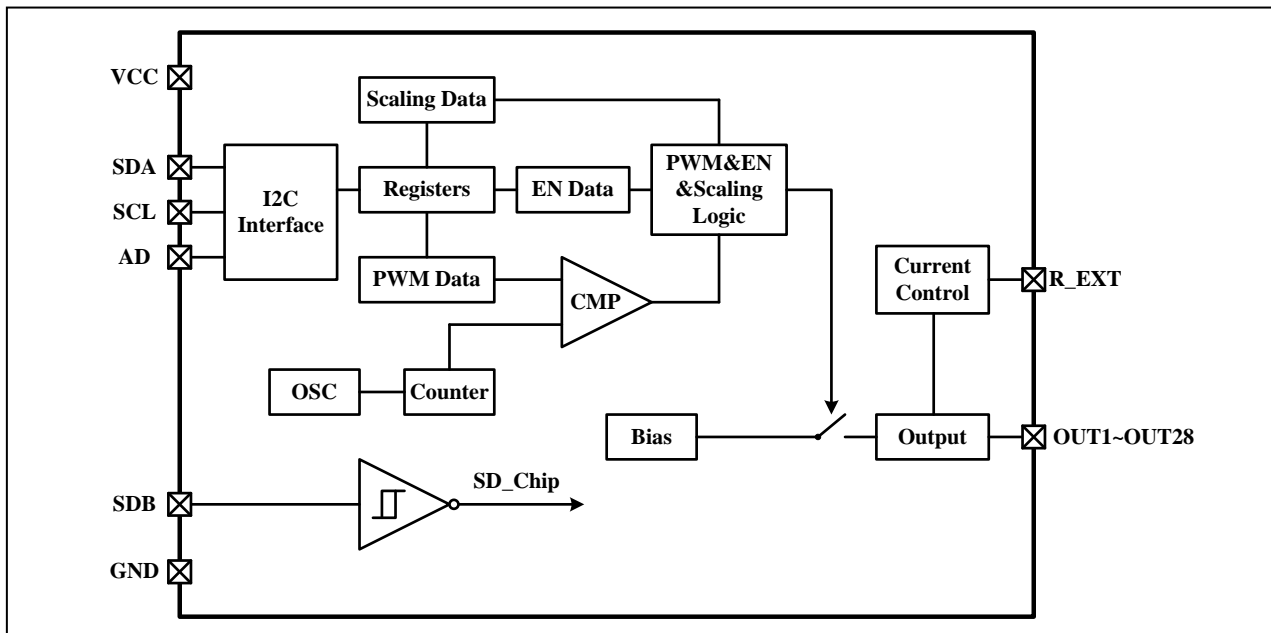 VCC
SDA
SCL
AD
I2C
Interface
Scaling Data
Registers
EN Data
PWM&EN
&Scaling
Logic
PWM Data
CMP
Current
Control
R_EXT
OSC
Counter
Bias
Output
OUT1~OUT28
SDB
SD_Chip
GND